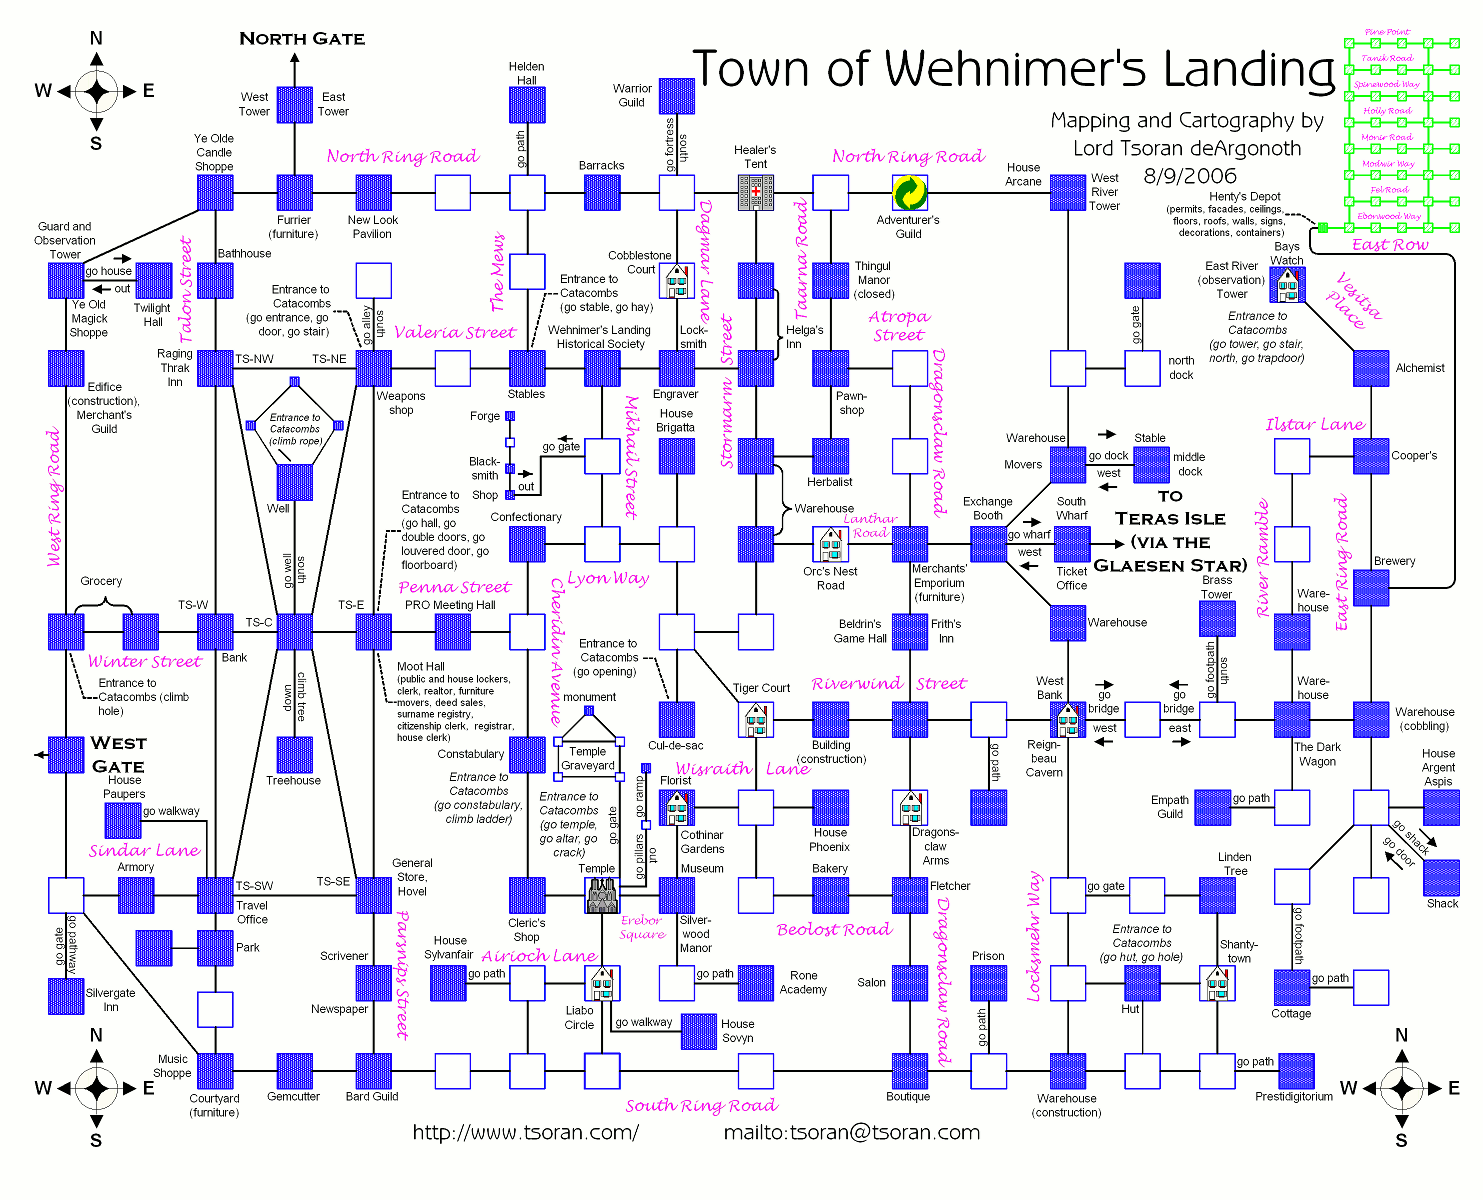 Town of Wehnimer's Landing
Mapping and Cartography by
Lord Tsoran deArgonoth
8/9/2006
N
W
E
S
North Gate
West
Tower
East
Tower
Helden
Hall
Warrior
Guild
Ye Olde
Candle
Shoppe
North Ring Road
go path
go fortress
south
Barracks
Healer's
Tent
North Ring Road
House
Arcane
West
River
Tower
Furrier
(furniture)
New Look
Pavilion
Adventurer's
Guild
Pine Point
Tanik Road
Spinewood Way
Holly Road
Monir Road
Modwir Way
Fel Road
Ebonwood Way
East Row
Henty's Depot
(permits, facades, ceilings,
floors, roofs, walls, signs,
decorations, containers)
Guard and
Observation
Tower
go house
out
Ye Old
Magick
Shoppe
Twilight
Hall
Talon Street
Bathhouse
Entrance to
Catacombs
(go entrance, go
door, go stair)
go alley
south
Valeria Street
The Mews
Entrance to
Catacombs
(go stable, go hay)
Cobblestone
Court
Dagmar Lane
Wehnimer's Landing
Historical Society
Lock-
smith
Stormarm Street
Helga's
Inn
Taarna Road
Thingul
Manor
(closed)
Atropa
Street
Dragonsclaw Road
go gate
north
dock
Bays
Watch
East River
(observation)
Tower
Entrance to
Catacombs
(go tower, go stair,
north, go trapdoor)
Vesitsa
Place
Alchemist
Raging
Thrak
Inn
TS-NW
TS-NE
Edifice
(construction),
Merchant's
Guild
Entrance to
Catacombs
(climb rope)
Well
Weapons
shop
Stables
Engraver
House
Brigatta
Mikhail Street
Forge
Black-
smith
Shop
out
go gate
Pawn-
shop
Herbalist
Warehouse
Warehouse
Movers
go dock
west
Stable
middle
dock
Ilstar Lane
Cooper's
West Ring Road
Entrance to
Catacombs
(go hall, go
double doors, go
louvered door, go
floorboard)
Confectionary
Lyon Way
Lanthar
Road
Orc's Nest
Road
Merchants'
Emporium
(furniture)
Exchange
Booth
South
Wharf
go wharf
west
Ticket
Office
to
Teras Isle
(via the
Glaesen Star)
River Ramble
East Ring Road
Brewery
Grocery
go well
south
TS-W
TS-C
TS-E
Penna Street
PRO Meeting Hall
Cheridin Avenue
Winter Street
Bank
Entrance to
Catacombs (climb
hole)
climb tree
down
Moot Hall
(public and house lockers,
clerk, realtor, furniture
movers, deed sales,
surname registry,
citizenship clerk, registrar,
house clerk)
Entrance to
Catacombs
(go opening)
Cul-de-sac
Tiger Court
Beldrin's
Game Hall
Frith's
Inn
Riverwind Street
Warehouse
Brass
Tower
Ware-
house
go footpath
south
Ware-
house
West
Bank
go
bridge
west
go
bridge
east
Reign-
beau
Cavern
The Dark
Wagon
Warehouse
(cobbling)
West
Gate
House
Paupers
go walkway
Sindar Lane
Armory
Treehouse
Constabulary
Entrance to
Catacombs
(go constabulary,
climb ladder)
monument
Temple
Graveyard
Entrance to
Catacombs
(go temple,
go altar, go
crack)
go gate
go ramp
go pillars
out
Temple
Wisraith Lane
Florist
Cothinar
Gardens
Museum
Building
(construction)
House
Phoenix
Bakery
go path
Dragons-
claw
Arms
Empath
Guild
go path
House
Argent
Aspis
go shack
go door
Shack
TS-SW
TS-SE
Travel
Office
General
Store,
Hovel
Park
go pathway
go gate
Silvergate
Inn
Parsnips Street
Scrivener
Newspaper
Cleric's
Shop
Erebor
Square
Silver-
wood
Manor
House
Sylvanfair
go path
Airioch Lane
Liabo
Circle
go walkway
House
Sovyn
go path
Rone
Academy
Beolost Road
Fletcher
Dragonsclaw Road
Salon
Prison
go path
Locksmehr Way
go gate
Linden
Tree
Entrance to
Catacombs
(go hut, go hole)
Shanty-
town
Hut
go footpath
go path
Cottage
N
W
E
S
Music
Shoppe
Courtyard
(furniture)
Gemcutter
Bard Guild
South Ring Road
Boutique
Warehouse
(construction)
go path
Prestidigitorium
N
W
E
S
http://www.tsoran.com/
mailto:tsoran@tsoran.com